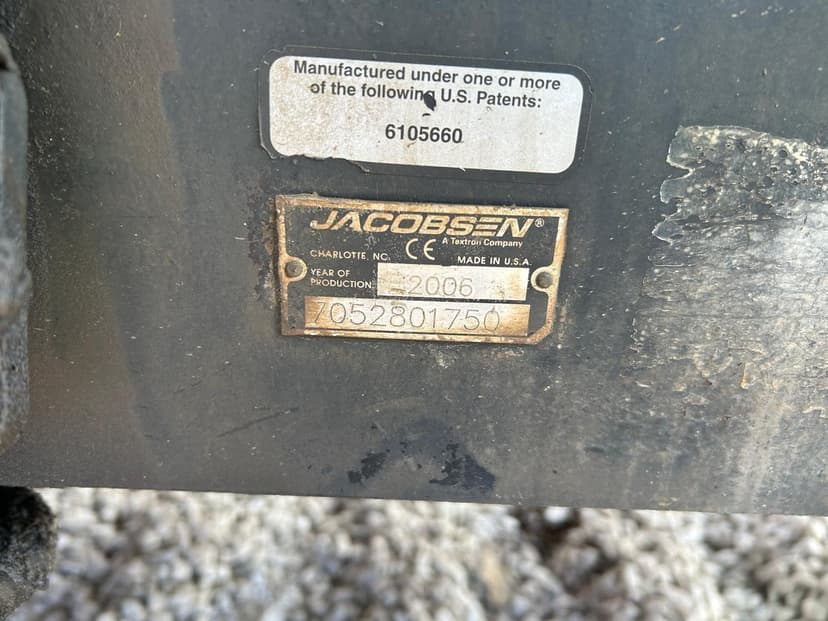 Manufactured under one or more
of the following U.S. Patents:
6105660
JACOBSEN®
A Textron Company
CHARLOTTE, NC. CE MADE IN U.S.A.
YEAR OF
PRODUCTION 2006
7052801750